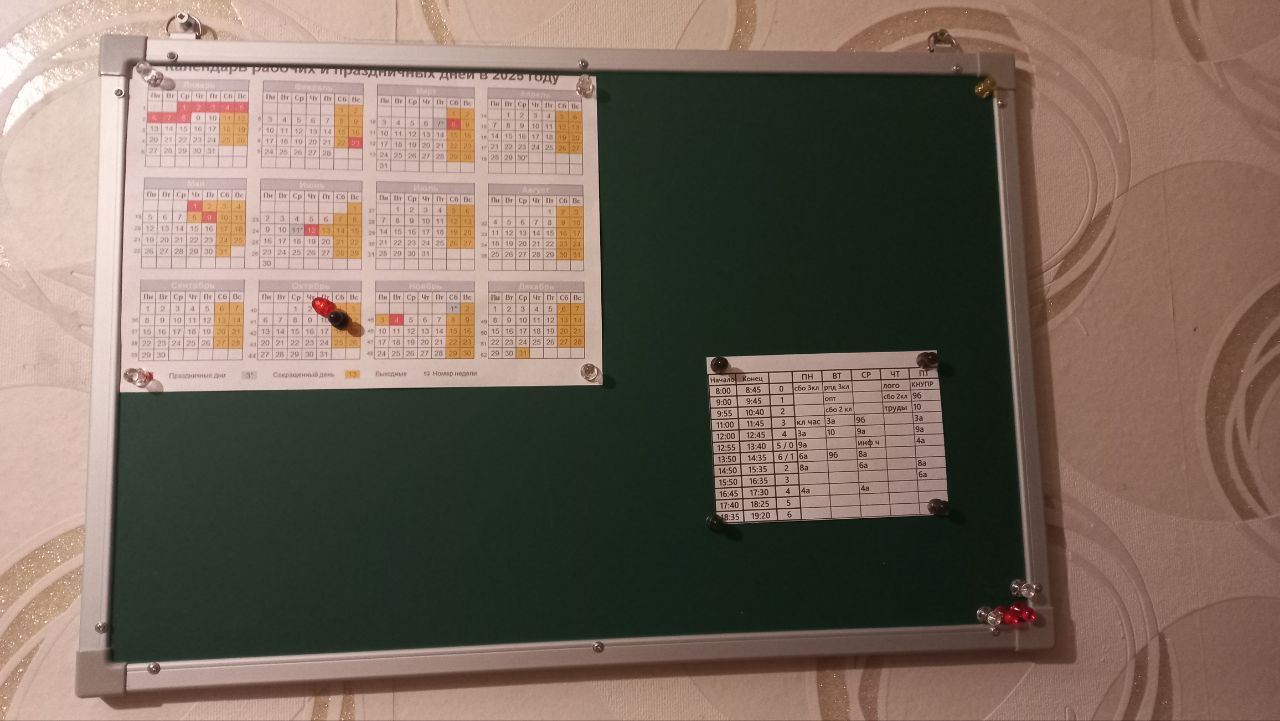 Календарь рабочих и праздничных дней в 2025 году
Январь Февраль Март Апрель
Пн Вт Ср Чт Пт Сб Вс Пн Вт Ср Чт Пт Сб Вс Пн Вт Ср Чт Пт Сб Вс Пн Вт Ср Чт Пт Сб Вс
1 2 3 4 5 1 2 1 2 1 2 3 4 5 6
6 7 8 9 10 11 12 3 4 5 6 7 8 9 3 4 5 6 7 8 9 7 8 9 10 11 12 13
13 14 15 16 17 18 19 10 11 12 13 14 15 16 10 11 12 13 14 15 16 14 15 16 17 18 19 20
20 21 22 23 24 25 26 17 18 19 20 21 22 23 17 18 19 20 21 22 23 21 22 23 24 25 26 27
27 28 29 30 31 24 25 26 27 28 24 25 26 27 28 29 30 28 29 30*
31
Май Июнь Июль Август
Пн Вт Ср Чт Пт Сб Вс Пн Вт Ср Чт Пт Сб Вс Пн Вт Ср Чт Пт Сб Вс Пн Вт Ср Чт Пт Сб Вс
1 2 3 4 1 1 2 3 4 5 6 1 2 3
5 6 7 8 9 10 11 2 3 4 5 6 7 8 7 8 9 10 11 12 13 4 5 6 7 8 9 10
12 13 14 15 16 17 18 9 10 11* 12 13 14 15 14 15 16 17 18 19 20 11 12 13 14 15 16 17
19 20 21 22 23 24 25 16 17 18 19 20 21 22 21 22 23 24 25 26 27 18 19 20 21 22 23 24
26 27 28 29 30 31 23 24 25 26 27 28 29 28 29 30 31 25 26 27 28 29 30 31
30
Сентябрь Октябрь Ноябрь Декабрь
Пн Вт Ср Чт Пт Сб Вс Пн Вт Ср Чт Пт Сб Вс Пн Вт Ср Чт Пт Сб Вс Пн Вт Ср Чт Пт Сб Вс
1 2 3 4 5 6 7 1 2 1* 2 1 2 3 4 5 6 7
8 9 10 11 12 13 14 6 7 8 9 3 4 5 6 7 8 9 8 9 10 11 12 13 14
15 16 17 18 19 20 21 13 14 15 16 17 10 11 12 13 14 15 16 15 16 17 18 19 20 21
22 23 24 25 26 27 28 20 21 22 23 24 25 26 17 18 19 20 21 22 23 22 23 24 25 26 27 28
29 30 27 28 29 30 31 24 25 26 27 28 29 30 29 30 31
Праздничные дни 3* Сокращенный день 13 Выходные 52 Номер недели
Начало Конец ПН ВТ СР ЧТ ПТ
8:00 8:45 0 сбо 3кл рпд 3кл лого КНУПР
9:00 9:45 1 опт сбо 2кл 9б
9:55 10:40 2 сбо 2 кл труды 10
11:00 11:45 3 кл час 3а 9б 3а
12:00 12:45 4 3а 10 9а 9а
12:55 13:40 5 / 0 9а инф ч 4а
13:50 14:35 6 / 1 6а 9б 8а
14:50 15:35 2 8а 6а 8а
15:50 16:35 3 6а
16:45 17:30 4 4а 4а
17:40 18:25 5
18:35 19:20 6